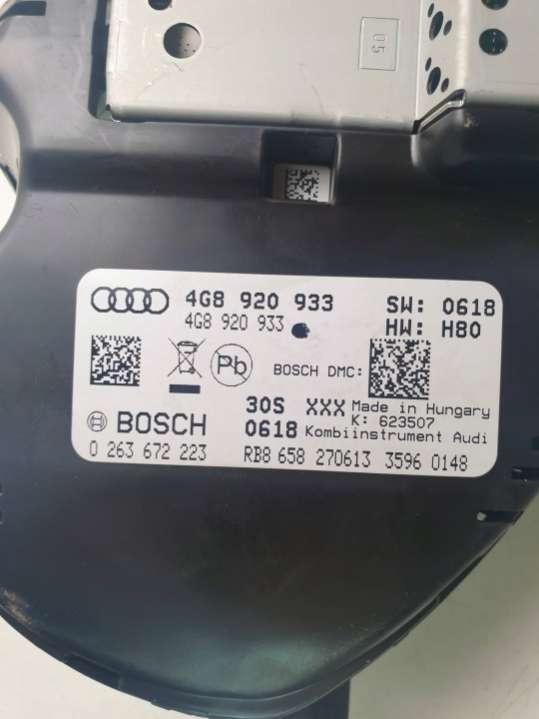 05
4G8 920 933 SW: 0618
4G8 920 933 HW: H80
Pb BOSCH DMC:
BOSCH 30S XXX Made in Hungary
K: 623507
0618 Kombiinstrument Audi
0 263 672 223 RB8 658 270613 3596 0148